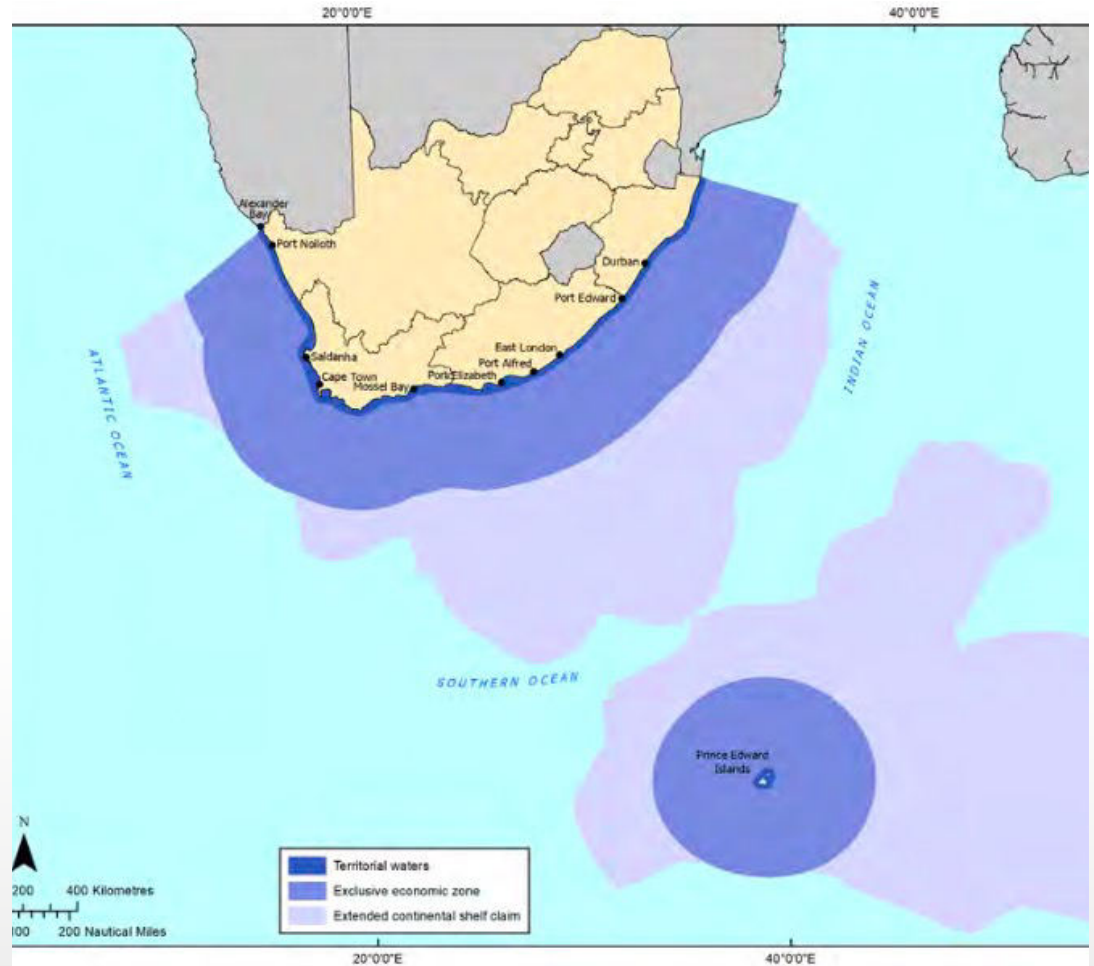 20°0'0"E
40°0'0"E
Alexander
Bay
Port Nolloth
Durban
Port Edward
East London
Port Alfred
Saldanha
Cape Town
Mossel Bay
Port Elizabeth
ATLANTIC OCEAN
INDIAN OCEAN
SOUTHERN OCEAN
Prince Edward
Islands
N
Territorial waters
Exclusive economic zone
Extended continental shelf claim
200 400 Kilometres
100 200 Nautical Miles
20°0'0"E
40°0'0"E